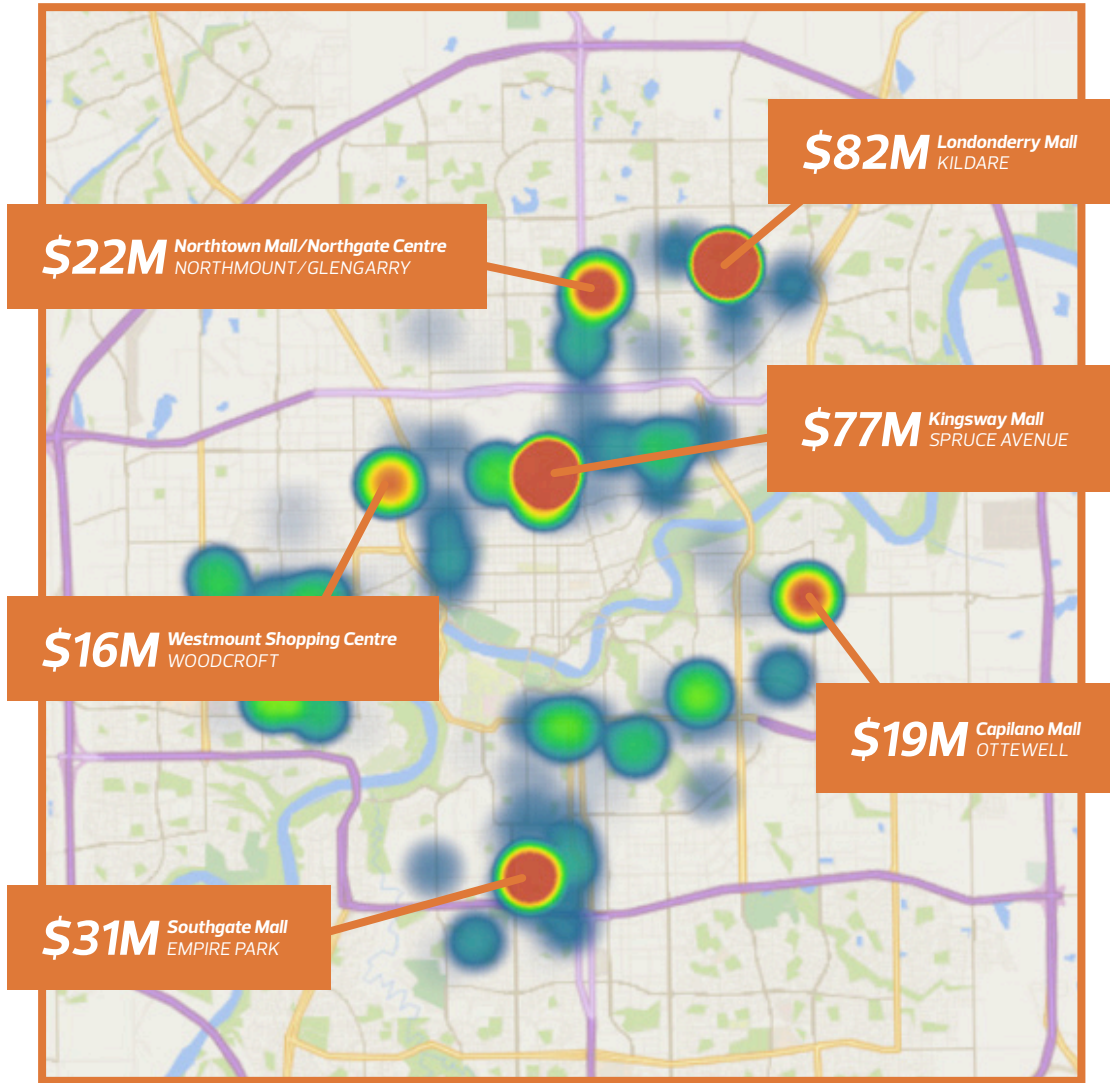 $82M Londonderry Mall
KILDARE
$22M Northtown Mall/Northgate Centre
NORTHMOUNT/GLENGARRY
$77M Kingsway Mall
SPRUCE AVENUE
$16M Westmount Shopping Centre
WOODCROFT
$19M Capilano Mall
OTTEWELL
$31M Southgate Mall
EMPIRE PARK